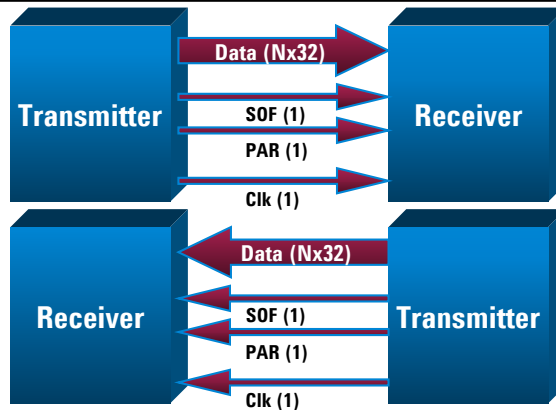 Data (Nx32)
Transmitter
SOF (1)
Receiver
PAR (1)
Clk (1)
Data (Nx32)
Receiver
SOF (1)
Transmitter
PAR (1)
Clk (1)